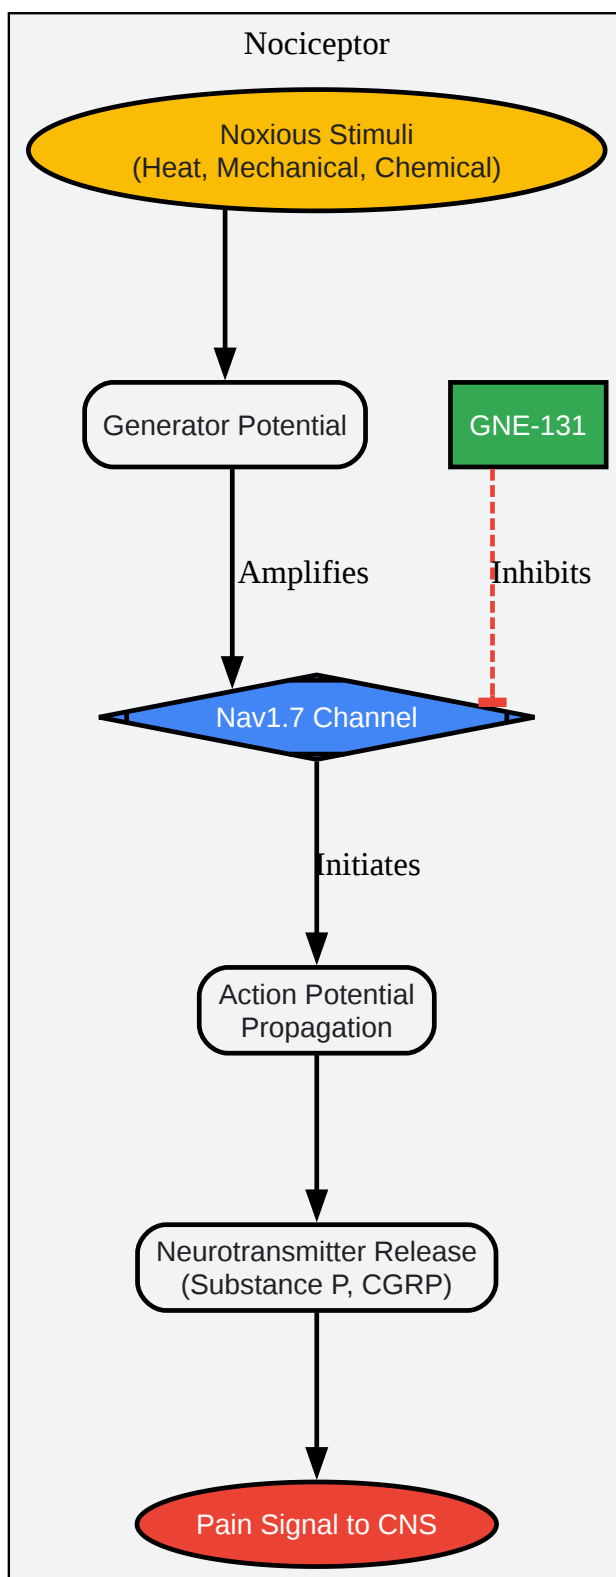 Nociceptor
Noxious Stimuli
(Heat, Mechanical, Chemical)
Generator Potential
GNE-131
Amplifies
Inhibits
Nav1.7 Channel
Initiates
Action Potential
Propagation
Neurotransmitter Release
(Substance P, CGRP)
Pain Signal to CNS